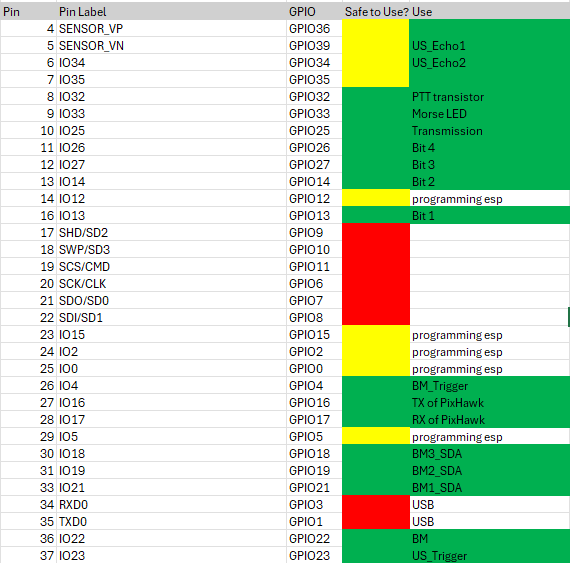 Pin Pin Label GPIO Safe to Use? Use
4 SENSOR_VP GPIO36
5 SENSOR_VN GPIO39 US_Echo1
6 IO34 GPIO34 US_Echo2
7 IO35 GPIO35
8 IO32 GPIO32 PTT transistor
9 IO33 GPIO33 Morse LED
10 IO25 GPIO25 Transmission
11 IO26 GPIO26 Bit 4
12 IO27 GPIO27 Bit 3
13 IO14 GPIO14 Bit 2
14 IO12 GPIO12 programming esp
16 IO13 GPIO13 Bit 1
17 SHD/SD2 GPIO9
18 SWP/SD3 GPIO10
19 SCS/CMD GPIO11
20 SCK/CLK GPIO6
21 SDO/SD0 GPIO7
22 SDI/SD1 GPIO8
23 IO15 GPIO15 programming esp
24 IO2 GPIO2 programming esp
25 IO0 GPIO0 programming esp
26 IO4 GPIO4 BM_Trigger
27 IO16 GPIO16 TX of PixHawk
28 IO17 GPIO17 RX of PixHawk
29 IO5 GPIO5 programming esp
30 IO18 GPIO18 BM3_SDA
31 IO19 GPIO19 BM2_SDA
33 IO21 GPIO21 BM1_SDA
34 RXD0 GPIO3 USB
35 TXD0 GPIO1 USB
36 IO22 GPIO22 BM
37 IO23 GPIO23 US_Trigger